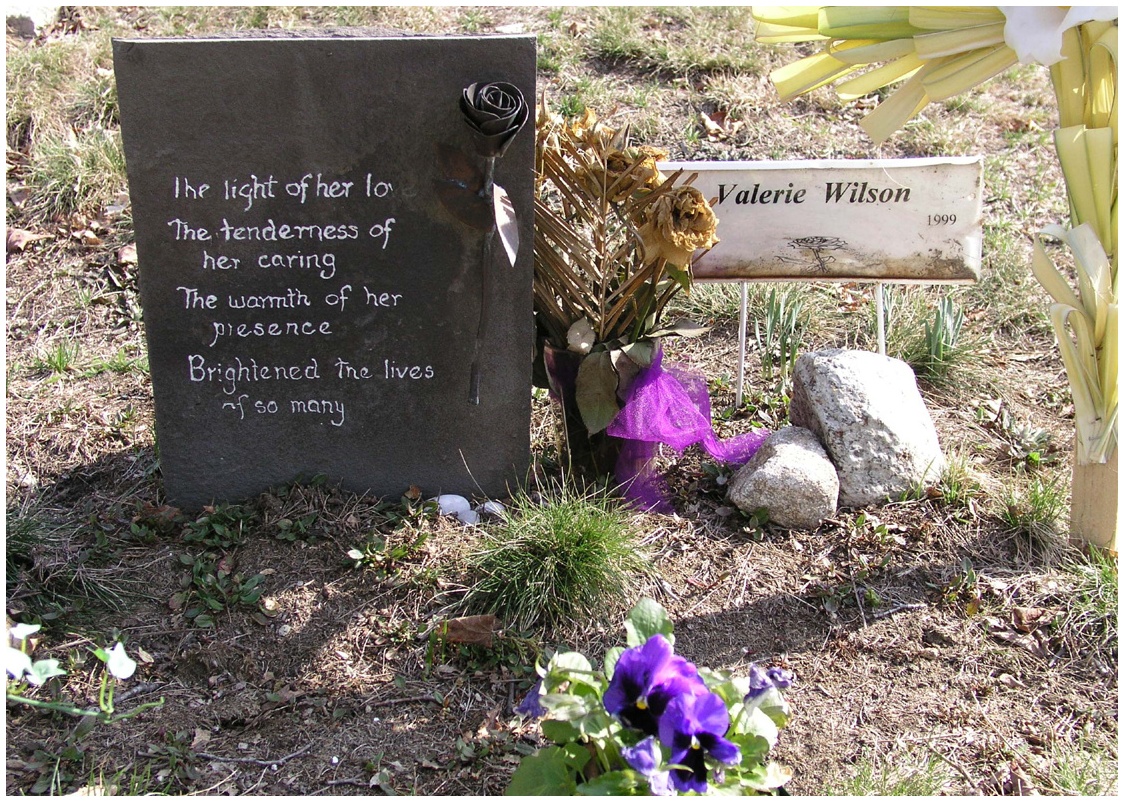 The light of her lo
The tenderness of
her caring
The warmth of her
presence
Brightened the lives
of so many
Valerie Wilson
1999